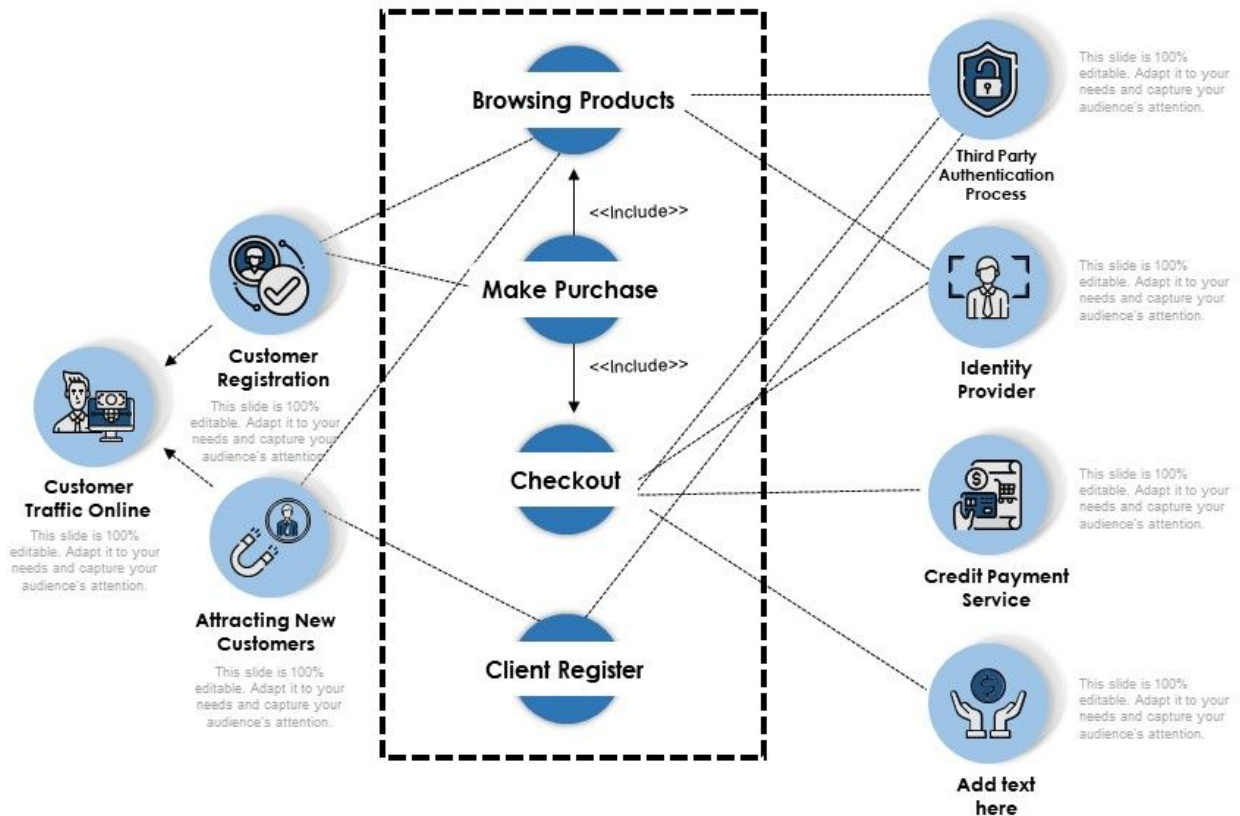 Browsing Products
<<Include>>
Make Purchase
<<Include>>
Checkout
Client Register
Customer
Registration
This slide is 100%
editable. Adapt it to your
needs and capture your
audience's attention.
Customer
Traffic Online
This slide is 100%
editable. Adapt it to your
needs and capture your
audience's attention.
Attracting New
Customers
This slide is 100%
editable. Adapt it to your
needs and capture your
audience's attention.
Third Party
Authentication
Process
This slide is 100%
editable. Adapt it to your
needs and capture your
audience's attention.
Identity
Provider
This slide is 100%
editable. Adapt it to your
needs and capture your
audience's attention.
Credit Payment
Service
This slide is 100%
editable. Adapt it to your
needs and capture your
audience's attention.
Add text
here
This slide is 100%
editable. Adapt it to your
needs and capture your
audience's attention.